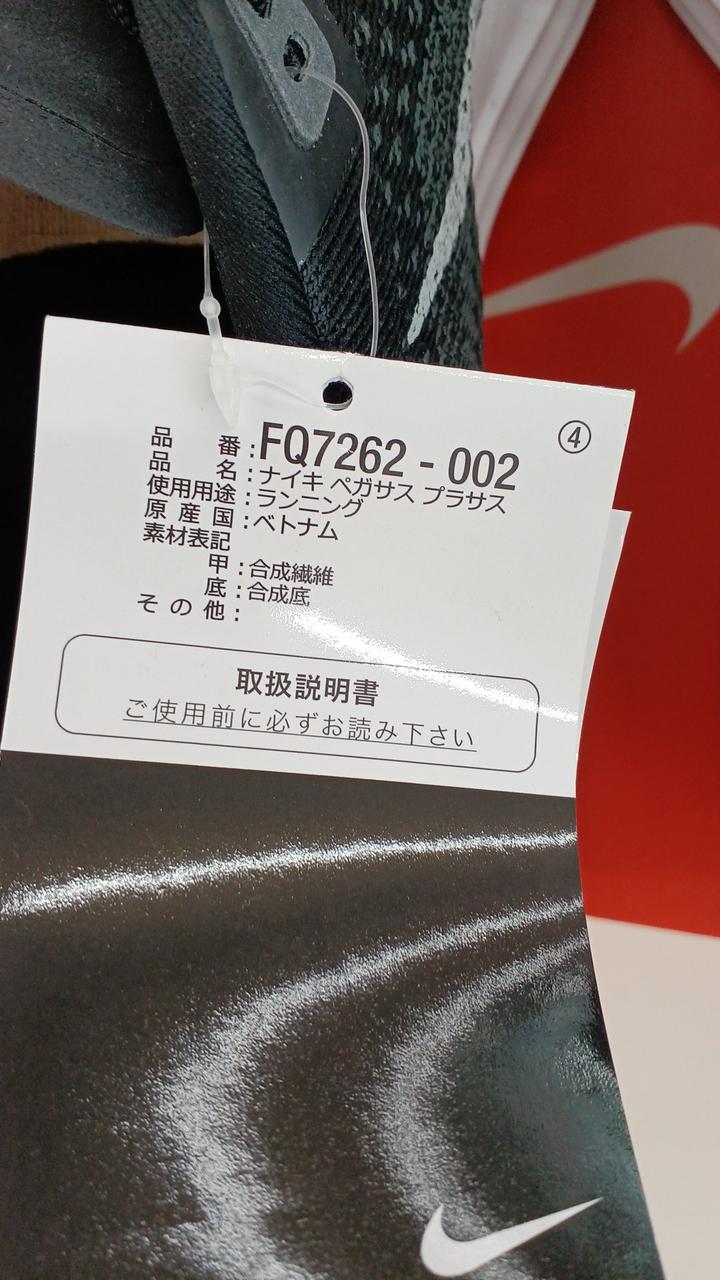 ④
品番:FQ7262-002
品名:ナイキ ペガサス プラサス
使用用途:ランニング
原産国:ベトナム
素材表記
甲:合成繊維
底:合成底
その他:
取扱説明書
ご使用前に必ずお読み下さい